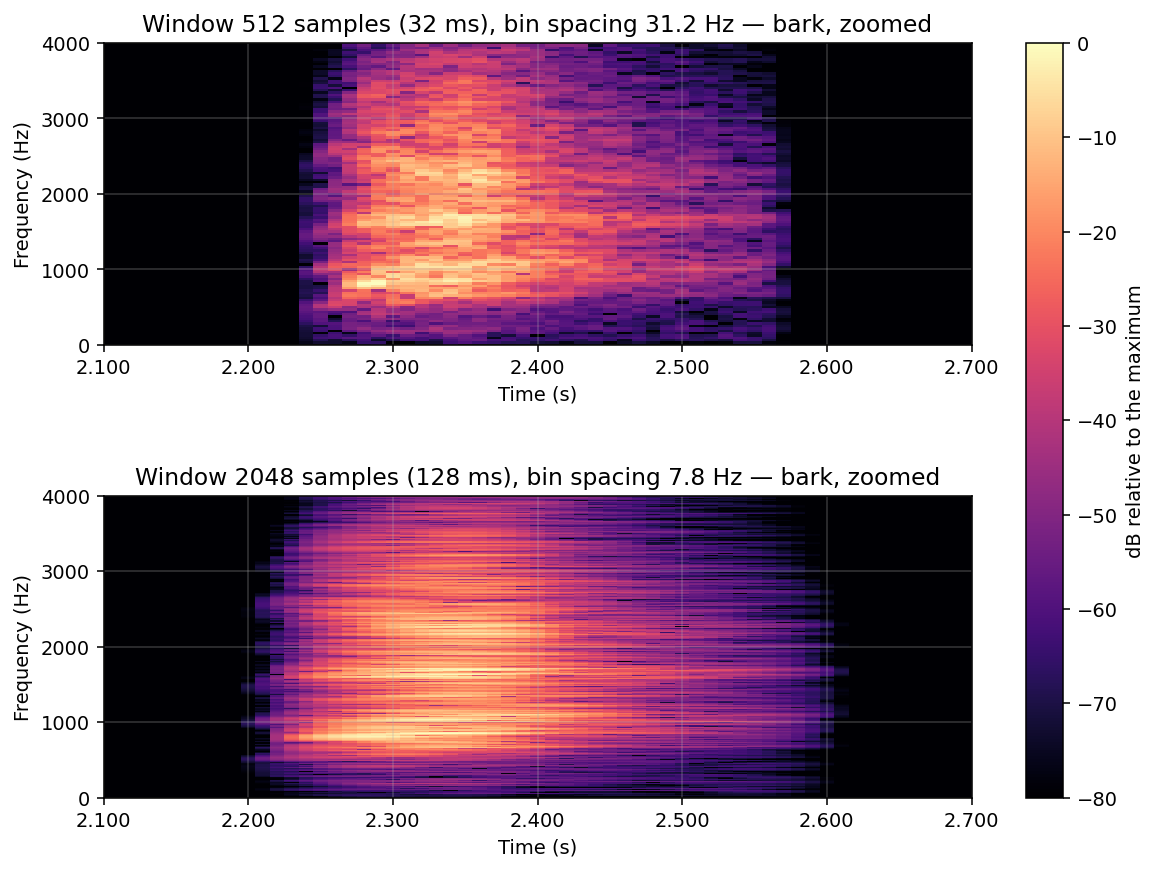 Window 512 samples (32 ms), bin spacing 31.2 Hz — bark, zoomed
4000
3000
2000
1000
0
Frequency (Hz)
2.100 2.200 2.300 2.400 2.500 2.600 2.700
Time (s)
Window 2048 samples (128 ms), bin spacing 7.8 Hz — bark, zoomed
4000
3000
2000
1000
0
Frequency (Hz)
2.100 2.200 2.300 2.400 2.500 2.600 2.700
Time (s)
0
−10
−20
−30
−40
−50
−60
−70
−80
dB relative to the maximum